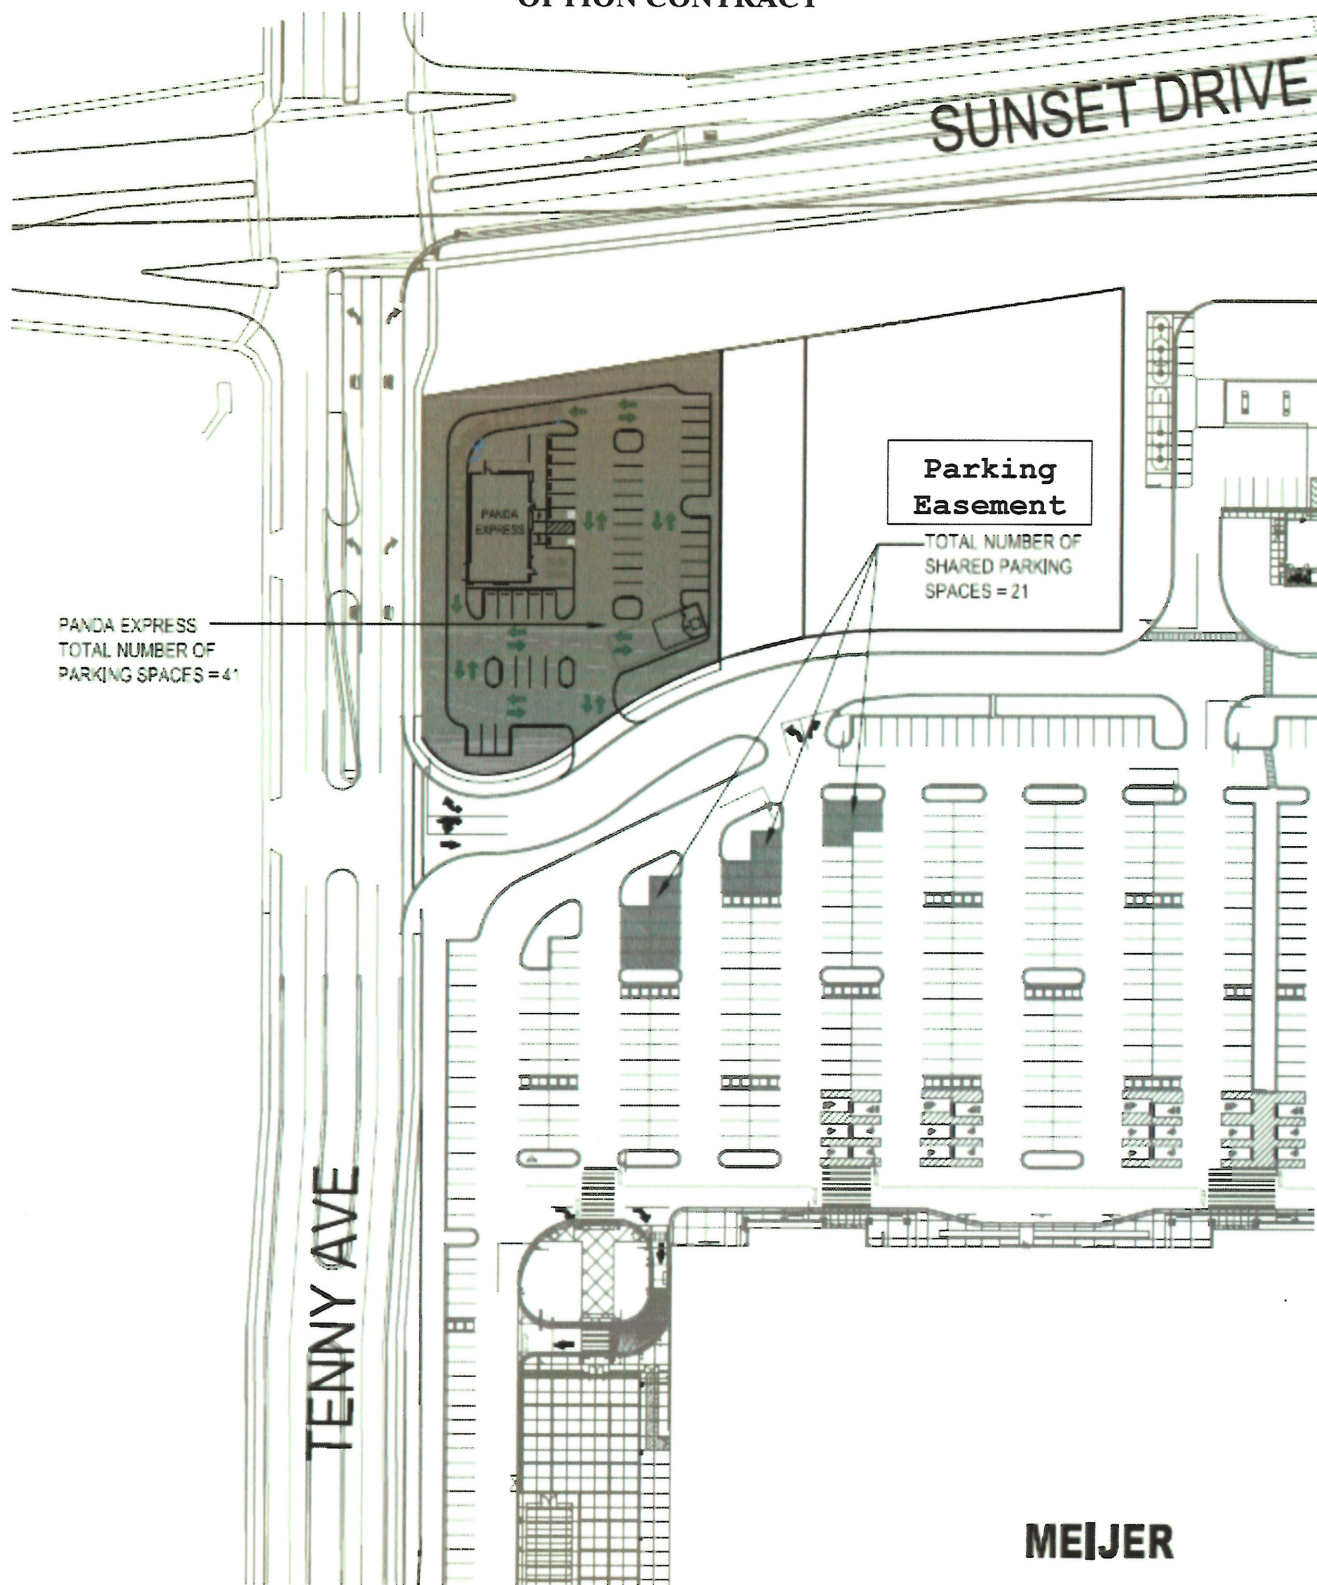 OPTION CONTRACT
SUNSET DRIVE
Parking
Easement
TOTAL NUMBER OF
SHARED PARKING
SPACES = 21
PANDA
EXPRESS
PANDA EXPRESS
TOTAL NUMBER OF
PARKING SPACES = 41
TENNY AVE
MEIJER